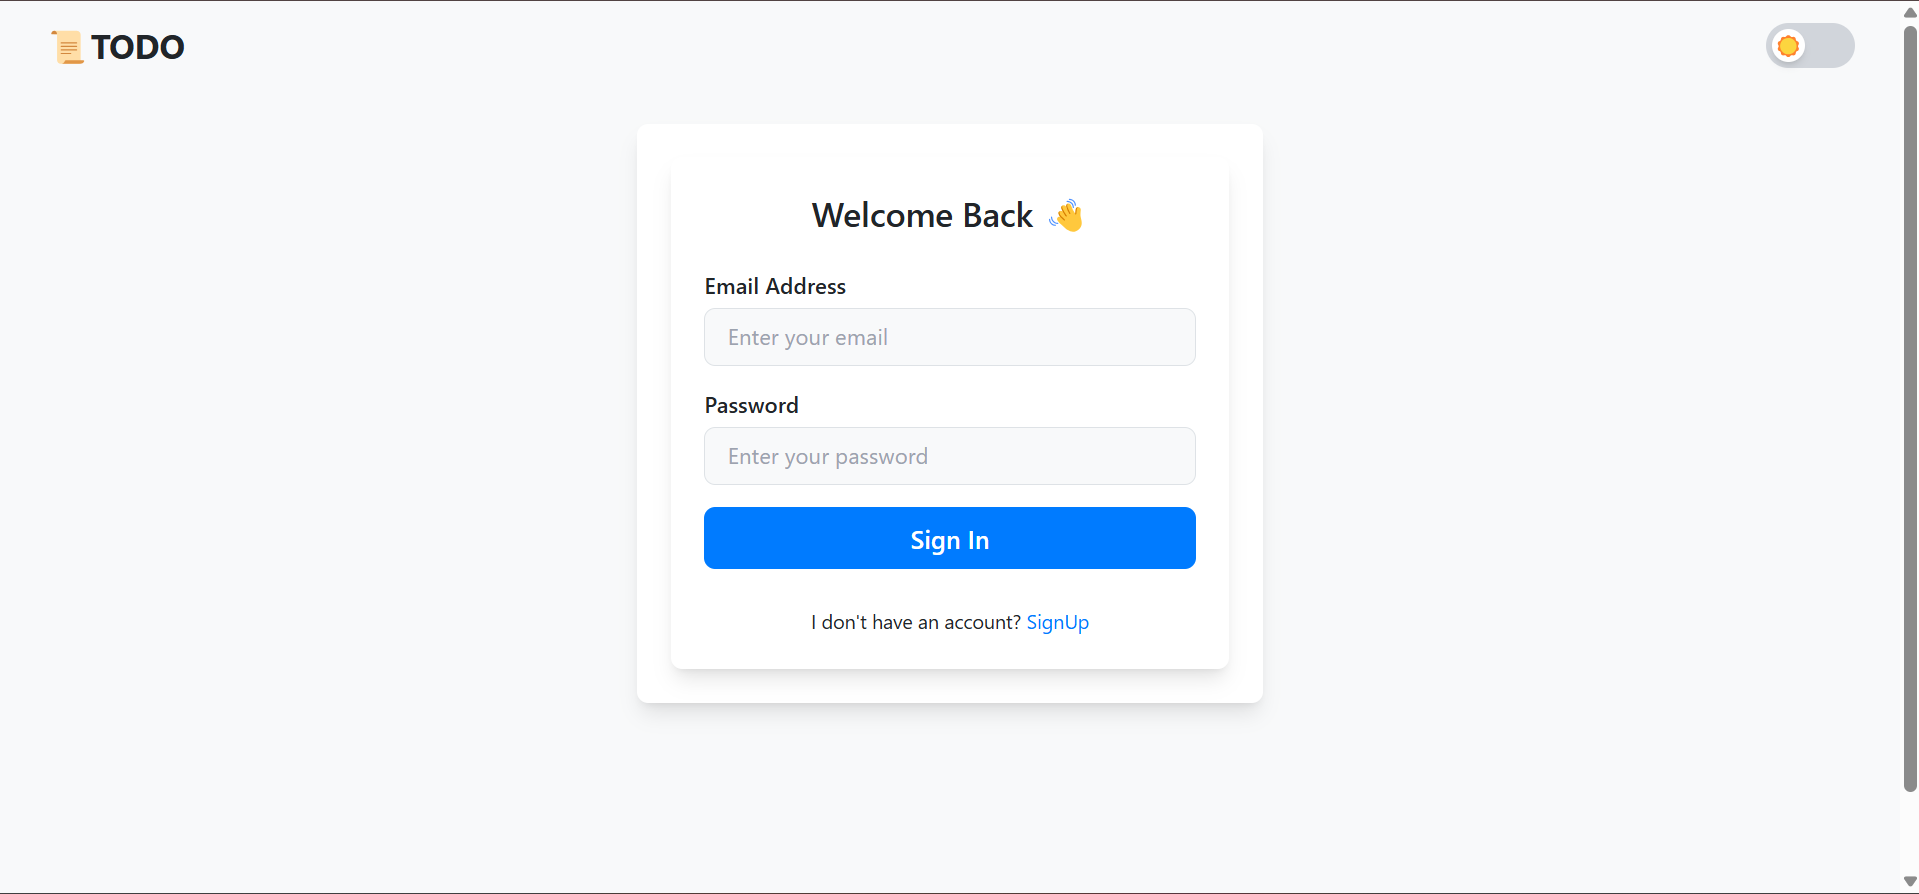 TODO
Welcome Back 👋
Email Address
Enter your email
Password
Enter your password
Sign In
I don't have an account? SignUp